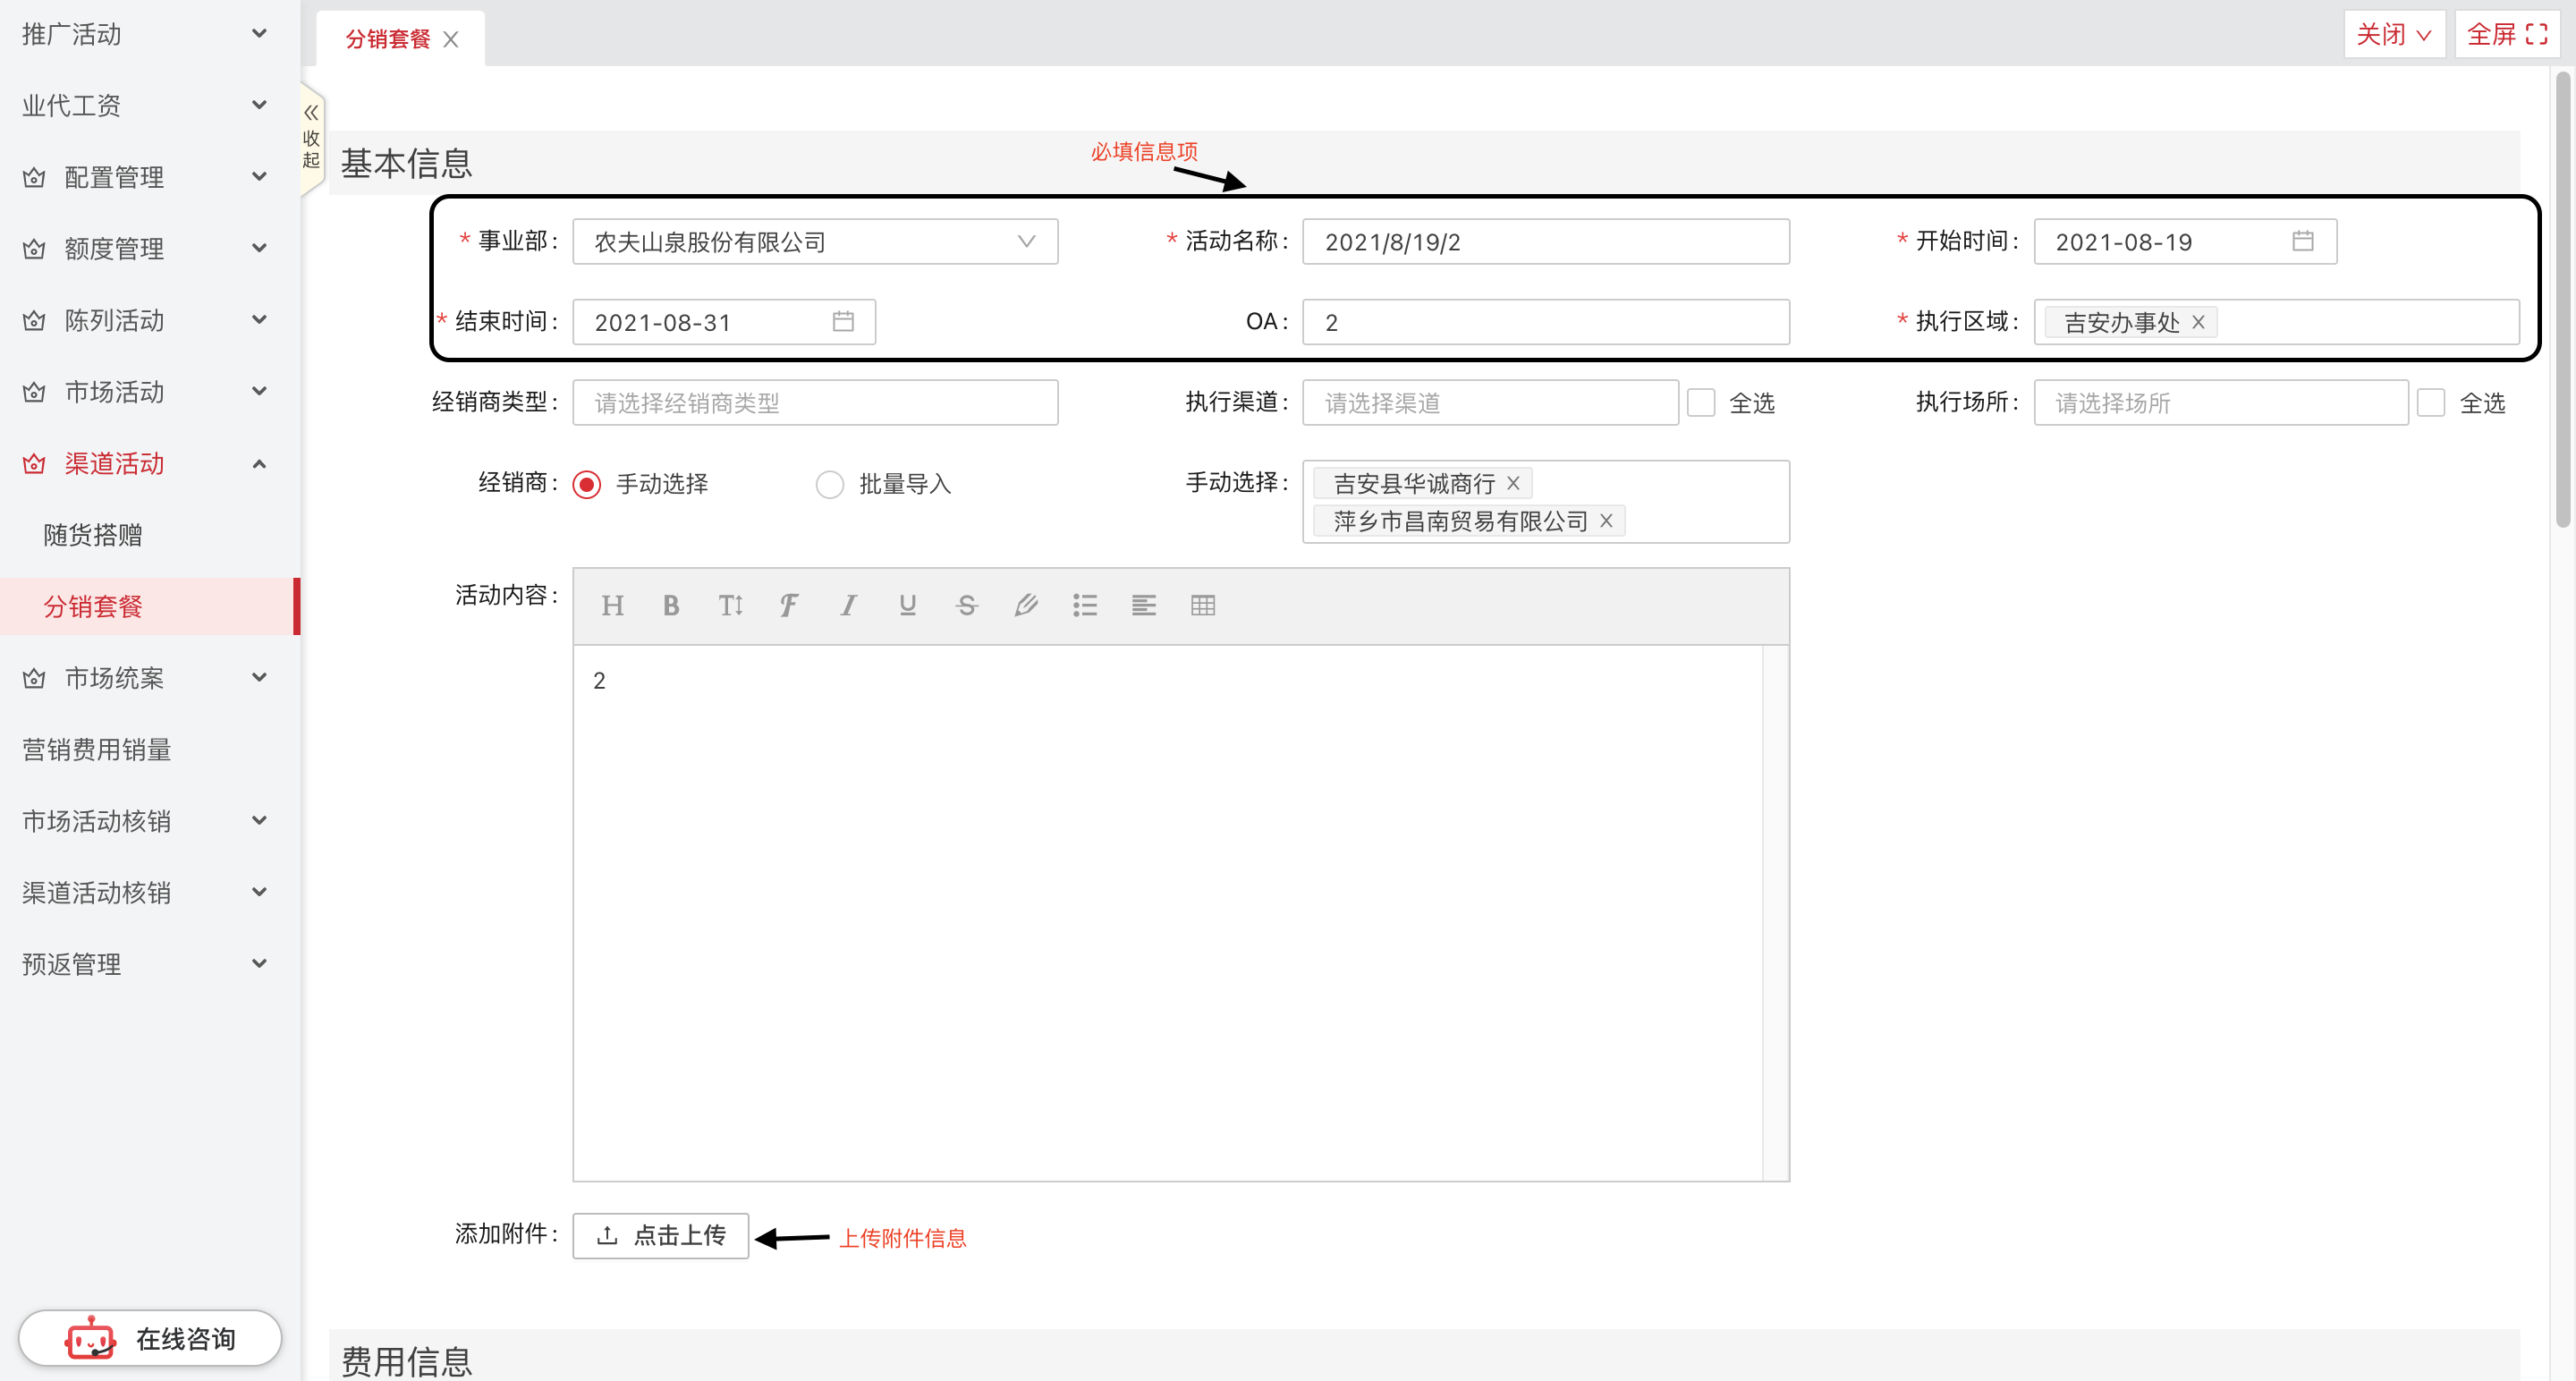 推广活动
业代工资
配置管理
额度管理
陈列活动
市场活动
渠道活动
随货搭赠
分销套餐
市场统案
营销费用销量
市场活动核销
渠道活动核销
预返管理
在线咨询
收起
分销套餐
关闭
全屏
基本信息
必填信息项
* 事业部: 农夫山泉股份有限公司
* 活动名称: 2021/8/19/2
* 开始时间: 2021-08-19
* 结束时间: 2021-08-31
OA: 2
* 执行区域: 吉安办事处
经销商类型: 请选择经销商类型
执行渠道: 请选择渠道 全选
执行场所: 请选择场所 全选
经销商: 手动选择 批量导入
手动选择: 吉安县华诚商行
萍乡市昌南贸易有限公司
活动内容:
2
添加附件: 点击上传
上传附件信息
费用信息